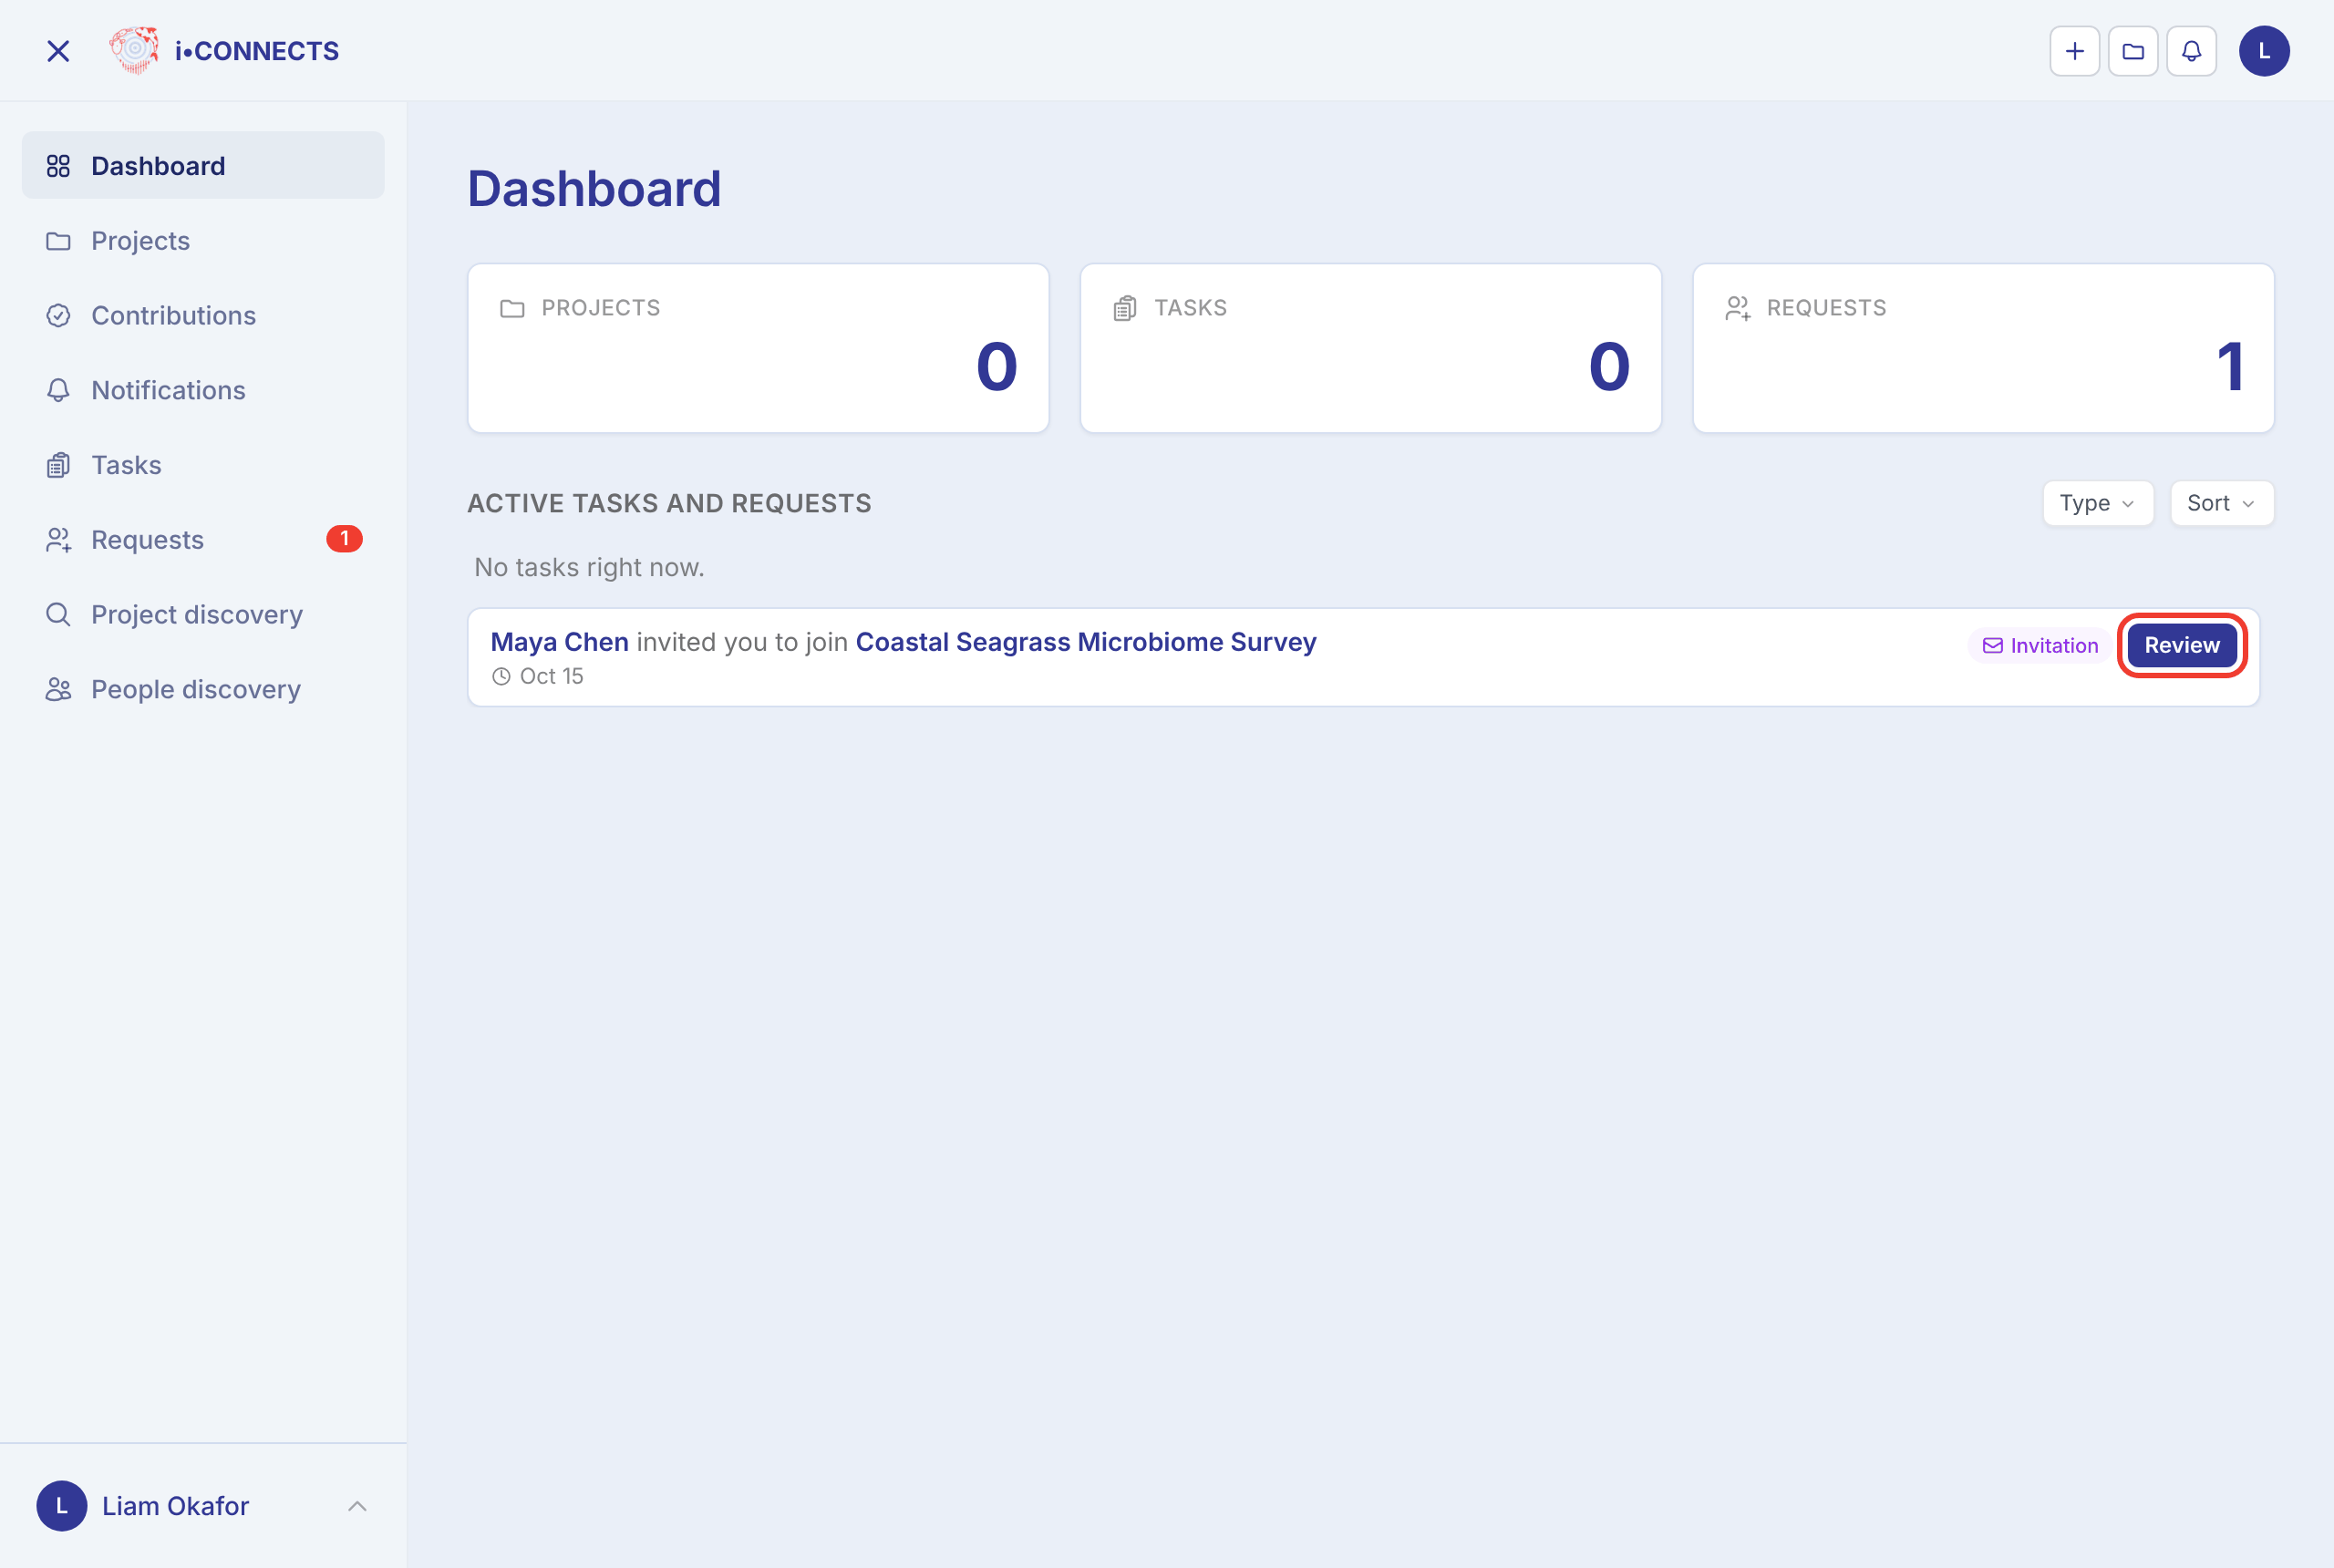 i•CONNECTS
L
Dashboard
Projects
Contributions
Notifications
Tasks
Requests 1
Project discovery
People discovery
Dashboard
PROJECTS
0
TASKS
0
REQUESTS
1
ACTIVE TASKS AND REQUESTS
Type
Sort
No tasks right now.
Maya Chen invited you to join Coastal Seagrass Microbiome Survey
Oct 15
Invitation
Review
L Liam Okafor